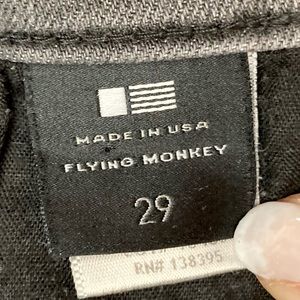 MADE IN USA
FLYING MONKEY
29
RN# 138395